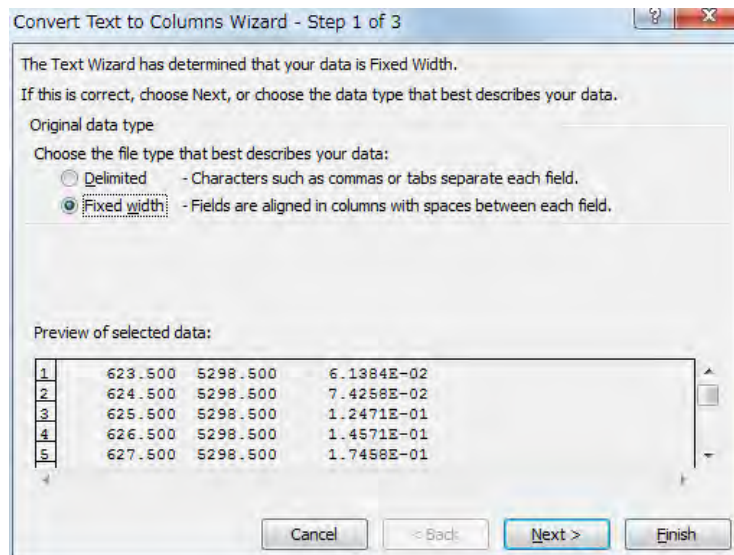 Convert Text to Columns Wizard - Step 1 of 3
The Text Wizard has determined that your data is Fixed Width.
If this is correct, choose Next, or choose the data type that best describes your data.
Original data type
Choose the file type that best describes your data:
Delimited - Characters such as commas or tabs separate each field.
Fixed width - Fields are aligned in columns with spaces between each field.
Preview of selected data:
1 623.500 5298.500 6.1384E-02
2 624.500 5298.500 7.4258E-02
3 625.500 5298.500 1.2471E-01
4 626.500 5298.500 1.4571E-01
5 627.500 5298.500 1.7458E-01
Cancel < Back Next > Finish